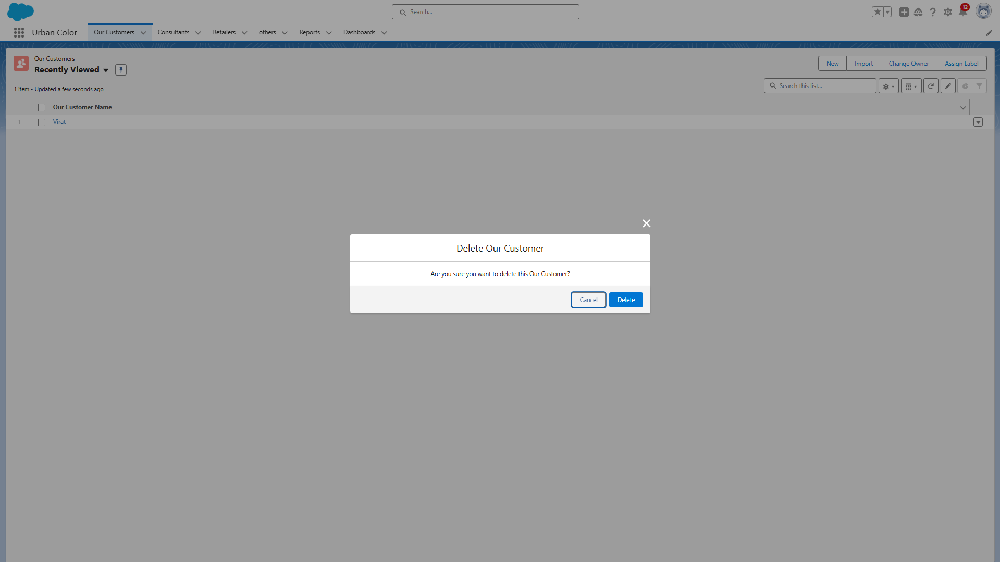 Search...
12
Urban Color
Our Customers
Consultants
Retailers
others
Reports
Dashboards
Our Customers
Recently Viewed
New
Import
Change Owner
Assign Label
1 item • Updated a few seconds ago
Search this list...
Our Customer Name
1
Virat
Delete Our Customer
Are you sure you want to delete this Our Customer?
Cancel
Delete